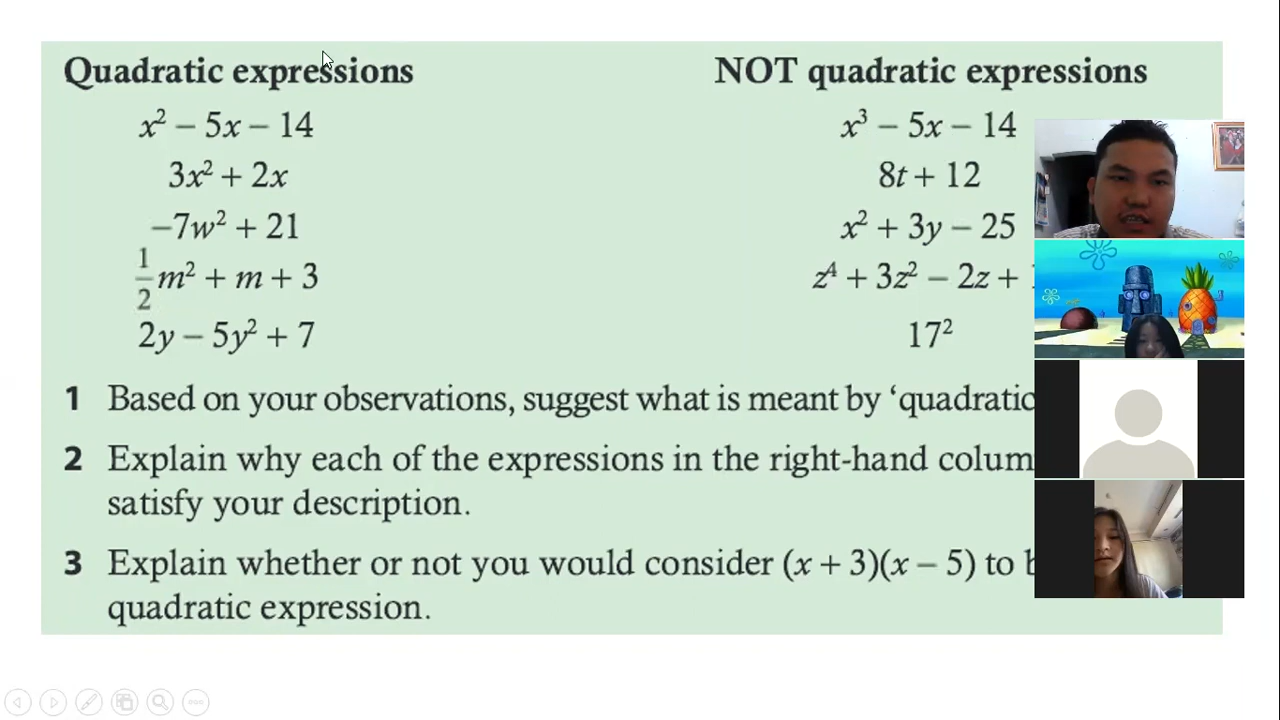 Quadratic expressions
NOT quadratic expressions
x² − 5x − 14
x³ − 5x − 14
3x² + 2x
8t + 12
−7w² + 21
x² + 3y − 25
½m² + m + 3
z⁴ + 3z² − 2z +
2y − 5y² + 7
17²
1 Based on your observations, suggest what is meant by ‘quadratic
2 Explain why each of the expressions in the right-hand
satisfy your description.
3 Explain whether or not you would consider (x + 3)(x − 5) to
quadratic expression.